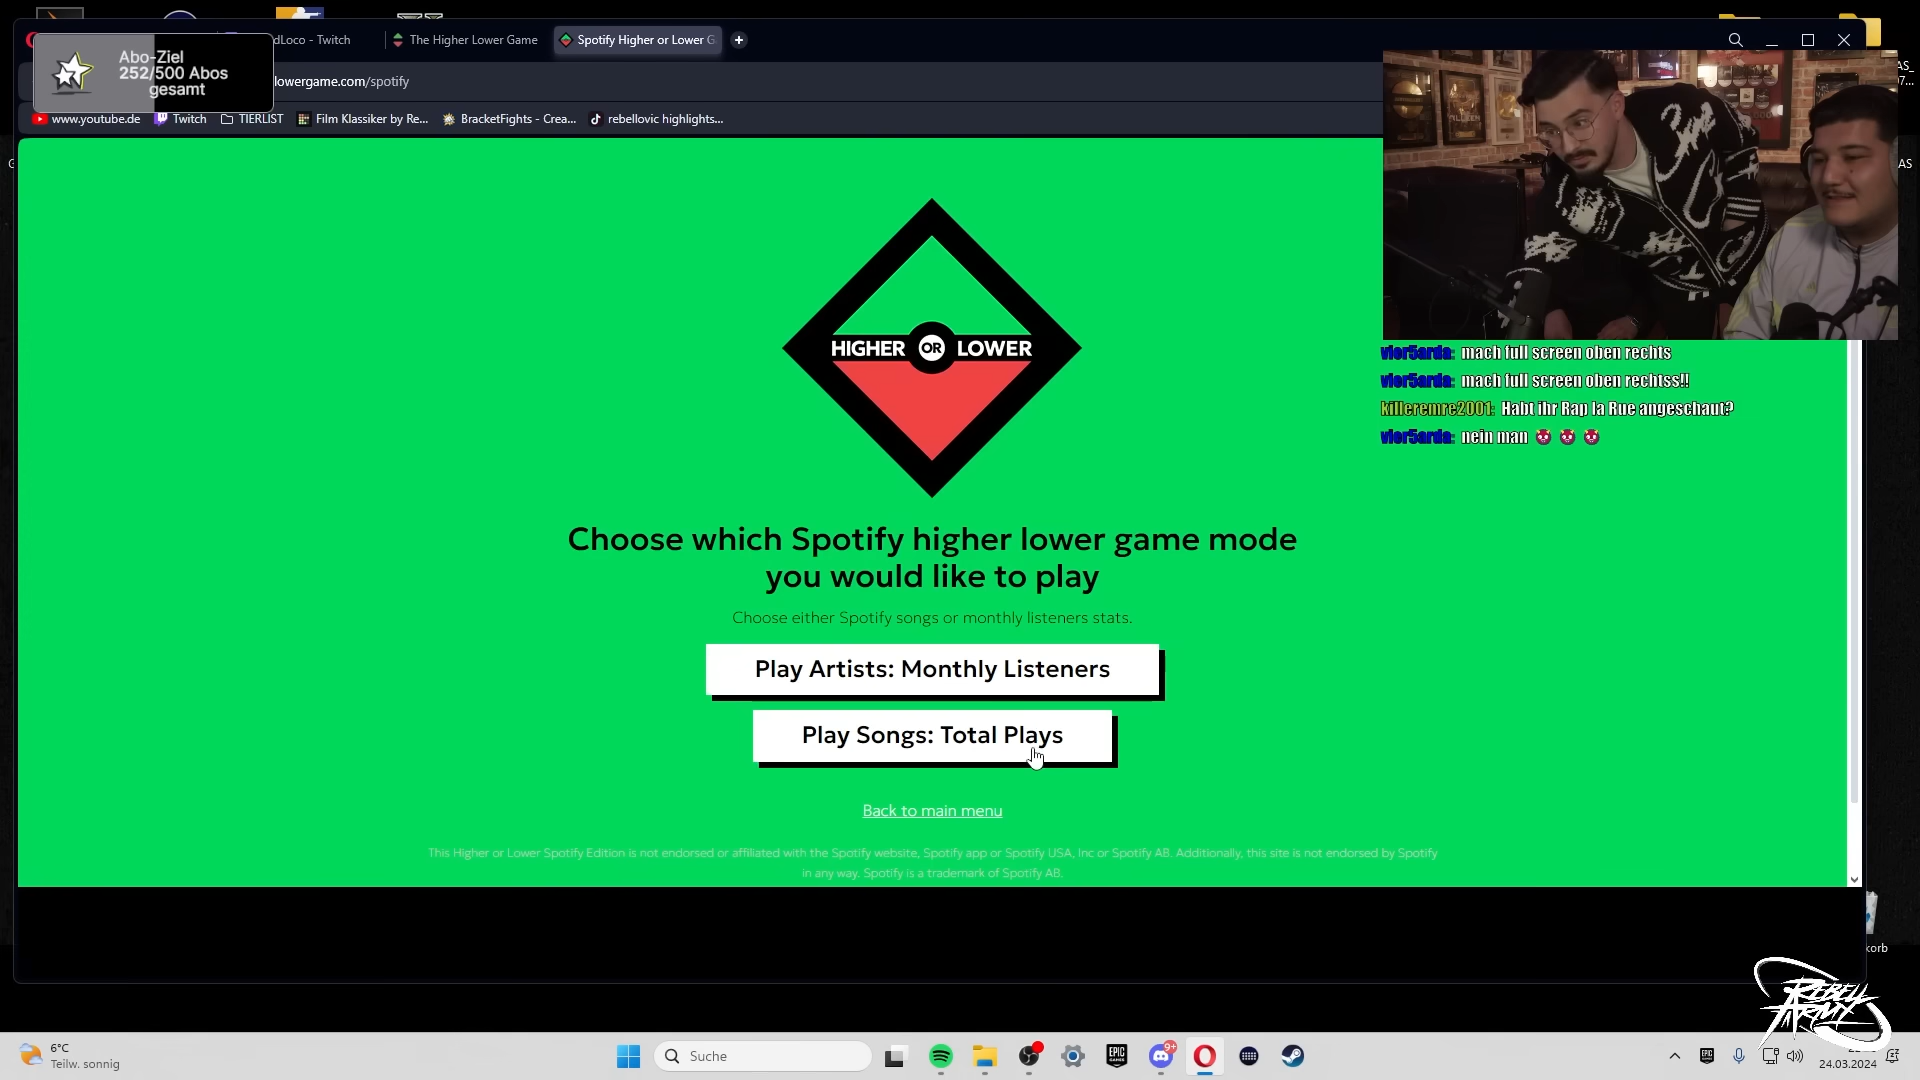 dLoco - Twitch
The Higher Lower Game
Spotify Higher or Lower G
Abo-Ziel
252/500 Abos
gesamt
lowergame.com/spotify
www.youtube.de
Twitch
TIERLIST
Film Klassiker by Re...
BracketFights - Crea...
rebellovic highlights...
HIGHER OR LOWER
vier5arda: mach full screen oben rechts
vier5arda: mach full screen oben rechtss!!
killeremre2001: Habt ihr Rap la Rue angeschaut?
vier5arda: nein man
Choose which Spotify higher lower game mode
you would like to play
Choose either Spotify songs or monthly listeners stats.
Play Artists: Monthly Listeners
Play Songs: Total Plays
Back to main menu
This Higher or Lower Spotify Edition is not endorsed or affiliated with the Spotify website, Spotify app or Spotify USA, Inc or Spotify AB. Additionally, this site is not endorsed by Spotify
in any way. Spotify is a trademark of Spotify AB.
korb
REBELL
ARMY
6°C
Teilw. sonnig
Suche
EPIC GAMES
9+
24.03.2024